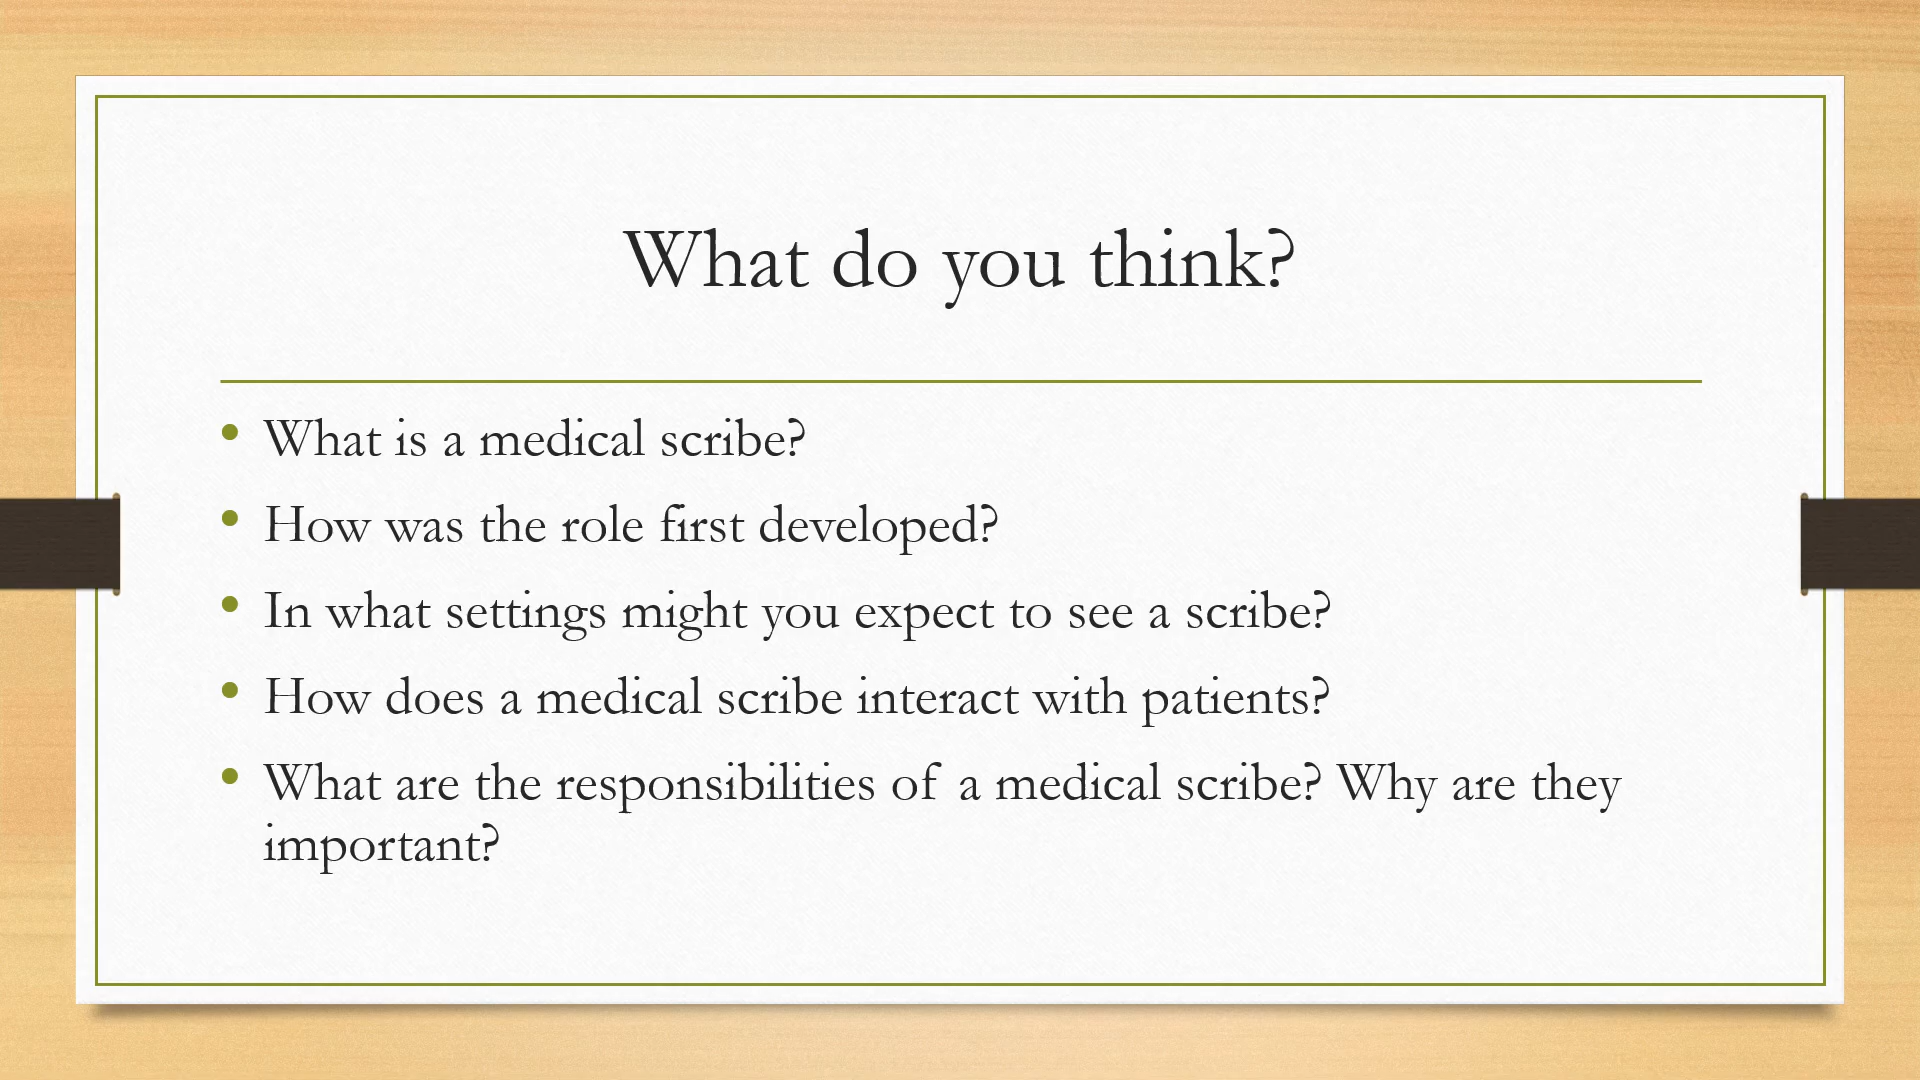 What do you think?
• What is a medical scribe?
• How was the role first developed?
• In what settings might you expect to see a scribe?
• How does a medical scribe interact with patients?
• What are the responsibilities of a medical scribe? Why are they
important?